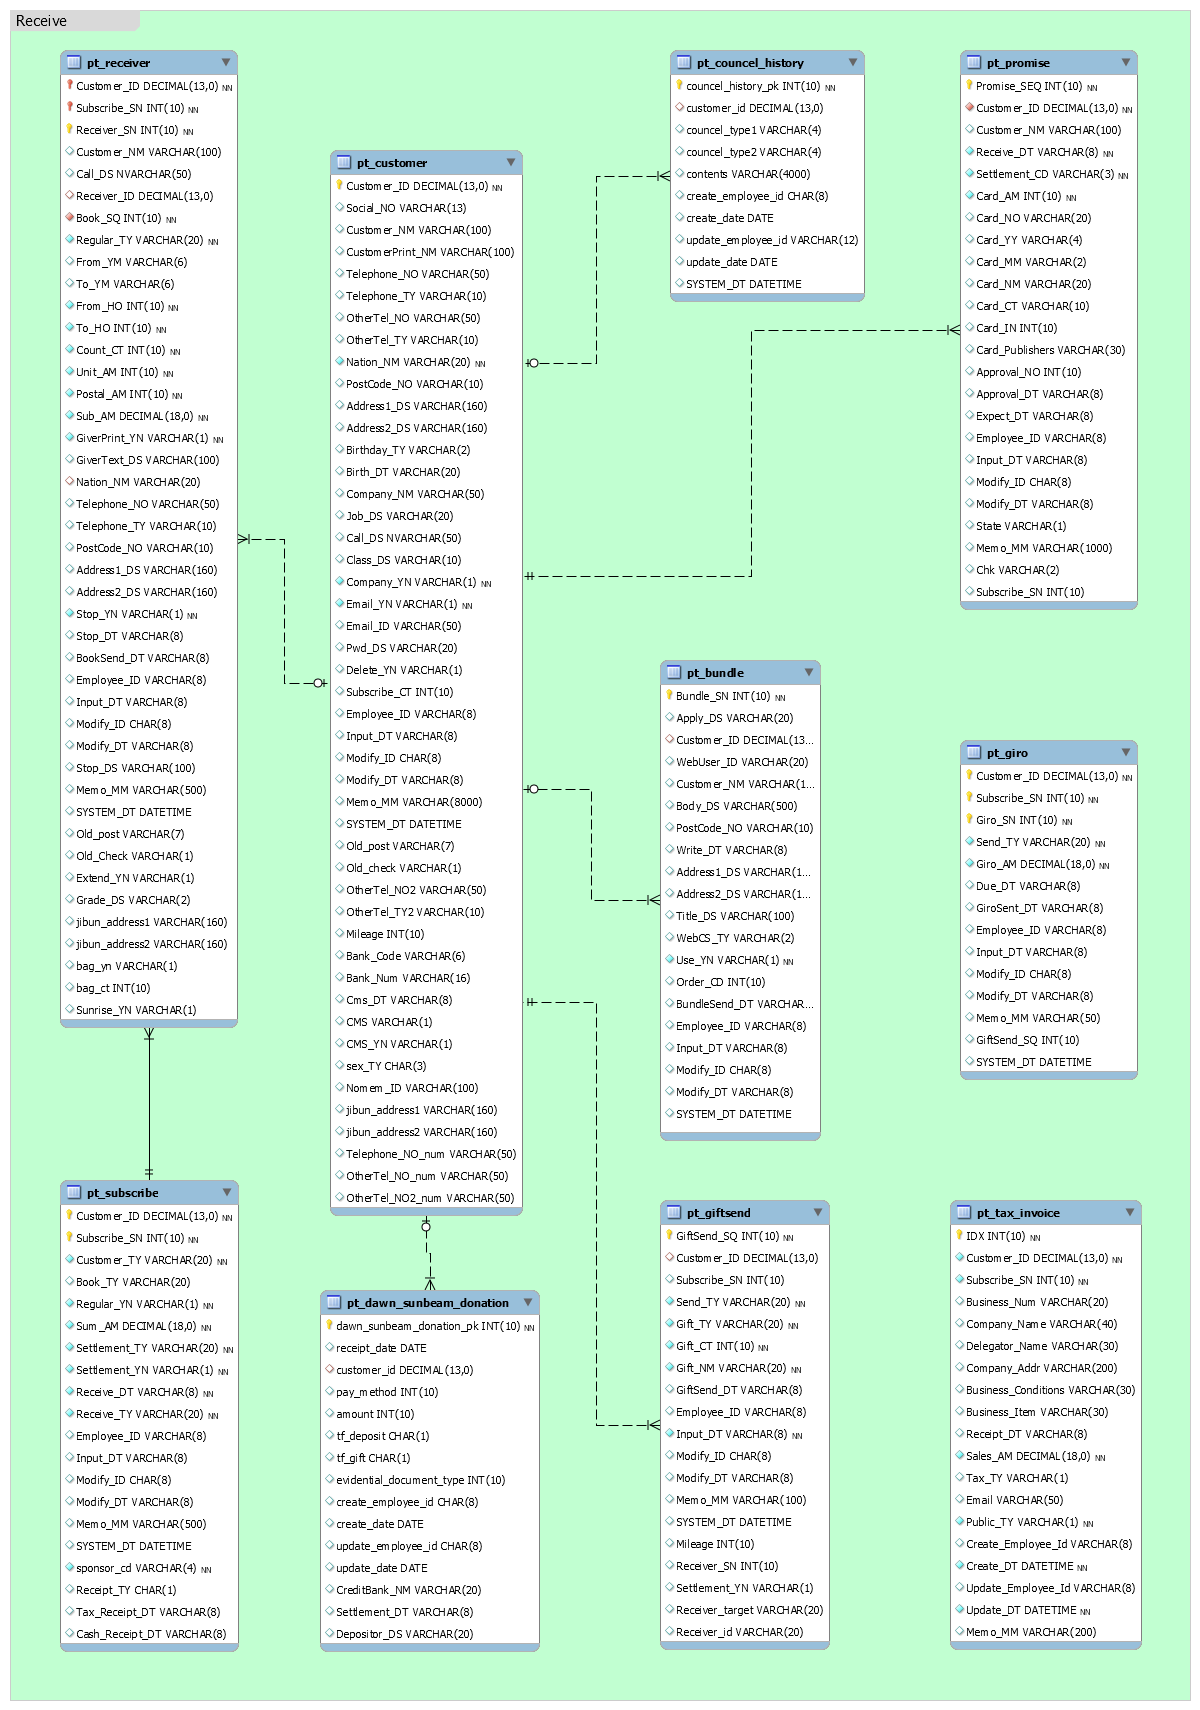 Receive
pt_receiver
Customer_ID DECIMAL(13,0) NN
Subscribe_SN INT(10) NN
Receiver_SN INT(10) NN
Customer_NM VARCHAR(100)
Call_DS NVARCHAR(50)
Receiver_ID DECIMAL(13,0)
Book_SQ INT(10) NN
Regular_TY VARCHAR(20) NN
From_YM VARCHAR(6)
To_YM VARCHAR(6)
From_HO INT(10) NN
To_HO INT(10) NN
Count_CT INT(10) NN
Unit_AM INT(10) NN
Postal_AM INT(10) NN
Sub_AM DECIMAL(18,0) NN
GiverPrint_YN VARCHAR(1) NN
GiverText_DS VARCHAR(100)
Nation_NM VARCHAR(20)
Telephone_NO VARCHAR(50)
Telephone_TY VARCHAR(10)
PostCode_NO VARCHAR(10)
Address1_DS VARCHAR(160)
Address2_DS VARCHAR(160)
Stop_YN VARCHAR(1) NN
Stop_DT VARCHAR(8)
BookSend_DT VARCHAR(8)
Employee_ID VARCHAR(8)
Input_DT VARCHAR(8)
Modify_ID CHAR(8)
Modify_DT VARCHAR(8)
Stop_DS VARCHAR(100)
Memo_MM VARCHAR(500)
SYSTEM_DT DATETIME
Old_post VARCHAR(7)
Old_Check VARCHAR(1)
Extend_YN VARCHAR(1)
Grade_DS VARCHAR(2)
jibun_address1 VARCHAR(160)
jibun_address2 VARCHAR(160)
bag_yn VARCHAR(1)
bag_ct INT(10)
Sunrise_YN VARCHAR(1)
pt_customer
Customer_ID DECIMAL(13,0) NN
Social_NO VARCHAR(13)
Customer_NM VARCHAR(100)
CustomerPrint_NM VARCHAR(100)
Telephone_NO VARCHAR(50)
Telephone_TY VARCHAR(10)
OtherTel_NO VARCHAR(50)
OtherTel_TY VARCHAR(10)
Nation_NM VARCHAR(20) NN
PostCode_NO VARCHAR(10)
Address1_DS VARCHAR(160)
Address2_DS VARCHAR(160)
Birthday_TY VARCHAR(2)
Birth_DT VARCHAR(20)
Company_NM VARCHAR(50)
Job_DS VARCHAR(20)
Call_DS NVARCHAR(50)
Class_DS VARCHAR(10)
Company_YN VARCHAR(1) NN
Email_YN VARCHAR(1) NN
Email_ID VARCHAR(50)
Pwd_DS VARCHAR(20)
Delete_YN VARCHAR(1)
Subscribe_CT INT(10)
Employee_ID VARCHAR(8)
Input_DT VARCHAR(8)
Modify_ID CHAR(8)
Modify_DT VARCHAR(8)
Memo_MM VARCHAR(8000)
SYSTEM_DT DATETIME
Old_post VARCHAR(7)
Old_check VARCHAR(1)
OtherTel_NO2 VARCHAR(50)
OtherTel_TY2 VARCHAR(10)
Mileage INT(10)
Bank_Code VARCHAR(6)
Bank_Num VARCHAR(16)
Cms_DT VARCHAR(8)
CMS VARCHAR(1)
CMS_YN VARCHAR(1)
sex_TY CHAR(3)
Nomem_ID VARCHAR(100)
jibun_address1 VARCHAR(160)
jibun_address2 VARCHAR(160)
Telephone_NO_num VARCHAR(50)
OtherTel_NO_num VARCHAR(50)
OtherTel_NO2_num VARCHAR(50)
pt_councel_history
councel_history_pk INT(10) NN
customer_id DECIMAL(13,0)
councel_type1 VARCHAR(4)
councel_type2 VARCHAR(4)
contents VARCHAR(4000)
create_employee_id CHAR(8)
create_date DATE
update_employee_id VARCHAR(12)
update_date DATE
SYSTEM_DT DATETIME
pt_promise
Promise_SEQ INT(10) NN
Customer_ID DECIMAL(13,0) NN
Customer_NM VARCHAR(100)
Receive_DT VARCHAR(8) NN
Settlement_CD VARCHAR(3) NN
Card_AM INT(10) NN
Card_NO VARCHAR(20)
Card_YY VARCHAR(4)
Card_MM VARCHAR(2)
Card_NM VARCHAR(20)
Card_CT VARCHAR(10)
Card_IN INT(10)
Card_Publishers VARCHAR(30)
Approval_NO INT(10)
Approval_DT VARCHAR(8)
Expect_DT VARCHAR(8)
Employee_ID VARCHAR(8)
Input_DT VARCHAR(8)
Modify_ID CHAR(8)
Modify_DT VARCHAR(8)
State VARCHAR(1)
Memo_MM VARCHAR(1000)
Chk VARCHAR(2)
Subscribe_SN INT(10)
pt_bundle
Bundle_SN INT(10) NN
Apply_DS VARCHAR(20)
Customer_ID DECIMAL(13...
WebUser_ID VARCHAR(20)
Customer_NM VARCHAR(1...
Body_DS VARCHAR(500)
PostCode_NO VARCHAR(10)
Write_DT VARCHAR(8)
Address1_DS VARCHAR(1...
Address2_DS VARCHAR(1...
Title_DS VARCHAR(100)
WebCS_TY VARCHAR(2)
Use_YN VARCHAR(1) NN
Order_CD INT(10)
BundleSend_DT VARCHAR...
Employee_ID VARCHAR(8)
Input_DT VARCHAR(8)
Modify_ID CHAR(8)
Modify_DT VARCHAR(8)
SYSTEM_DT DATETIME
pt_giro
Customer_ID DECIMAL(13,0) NN
Subscribe_SN INT(10) NN
Giro_SN INT(10) NN
Send_TY VARCHAR(20) NN
Giro_AM DECIMAL(18,0) NN
Due_DT VARCHAR(8)
GiroSent_DT VARCHAR(8)
Employee_ID VARCHAR(8)
Input_DT VARCHAR(8)
Modify_ID CHAR(8)
Modify_DT VARCHAR(8)
Memo_MM VARCHAR(50)
GiftSend_SQ INT(10)
SYSTEM_DT DATETIME
pt_subscribe
Customer_ID DECIMAL(13,0) NN
Subscribe_SN INT(10) NN
Customer_TY VARCHAR(20) NN
Book_TY VARCHAR(20)
Regular_YN VARCHAR(1) NN
Sum_AM DECIMAL(18,0) NN
Settlement_TY VARCHAR(20) NN
Settlement_YN VARCHAR(1) NN
Receive_DT VARCHAR(8) NN
Receive_TY VARCHAR(20) NN
Employee_ID VARCHAR(8)
Input_DT VARCHAR(8)
Modify_ID CHAR(8)
Modify_DT VARCHAR(8)
Memo_MM VARCHAR(500)
SYSTEM_DT DATETIME
sponsor_cd VARCHAR(4) NN
Receipt_TY CHAR(1)
Tax_Receipt_DT VARCHAR(8)
Cash_Receipt_DT VARCHAR(8)
pt_dawn_sunbeam_donation
dawn_sunbeam_donation_pk INT(10) NN
receipt_date DATE
customer_id DECIMAL(13,0)
pay_method INT(10)
amount INT(10)
tf_deposit CHAR(1)
tf_gift CHAR(1)
evidential_document_type INT(10)
create_employee_id CHAR(8)
create_date DATE
update_employee_id CHAR(8)
update_date DATE
CreditBank_NM VARCHAR(20)
Settlement_DT VARCHAR(8)
Depositor_DS VARCHAR(20)
pt_giftsend
GiftSend_SQ INT(10) NN
Customer_ID DECIMAL(13,0)
Subscribe_SN INT(10)
Send_TY VARCHAR(20) NN
Gift_TY VARCHAR(20) NN
Gift_CT INT(10) NN
Gift_NM VARCHAR(20) NN
GiftSend_DT VARCHAR(8)
Employee_ID VARCHAR(8)
Input_DT VARCHAR(8) NN
Modify_ID CHAR(8)
Modify_DT VARCHAR(8)
Memo_MM VARCHAR(100)
SYSTEM_DT DATETIME
Mileage INT(10)
Receiver_SN INT(10)
Settlement_YN VARCHAR(1)
Receiver_target VARCHAR(20)
Receiver_id VARCHAR(20)
pt_tax_invoice
IDX INT(10) NN
Customer_ID DECIMAL(13,0) NN
Subscribe_SN INT(10) NN
Business_Num VARCHAR(20)
Company_Name VARCHAR(40)
Delegator_Name VARCHAR(30)
Company_Addr VARCHAR(200)
Business_Conditions VARCHAR(30)
Business_Item VARCHAR(30)
Receipt_DT VARCHAR(8)
Sales_AM DECIMAL(18,0) NN
Tax_TY VARCHAR(1)
Email VARCHAR(50)
Public_TY VARCHAR(1) NN
Create_Employee_Id VARCHAR(8)
Create_DT DATETIME NN
Update_Employee_Id VARCHAR(8)
Update_DT DATETIME NN
Memo_MM VARCHAR(200)